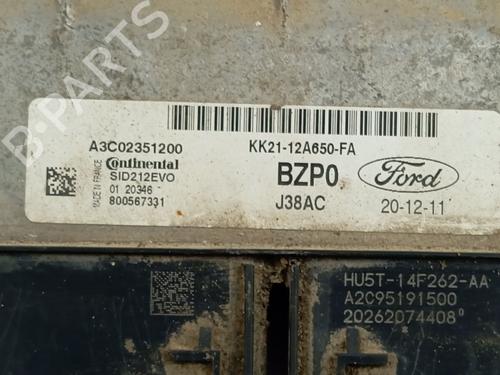 A3C02351200
Continental
SID212EVO
01 20346
800567331
MADE IN FRANCE
KK21-12A650-FA
BZP0
J38AC
Ford
20-12-11
HU5T-14F262-AA
A2C95191500
20262074408
B-PARTS